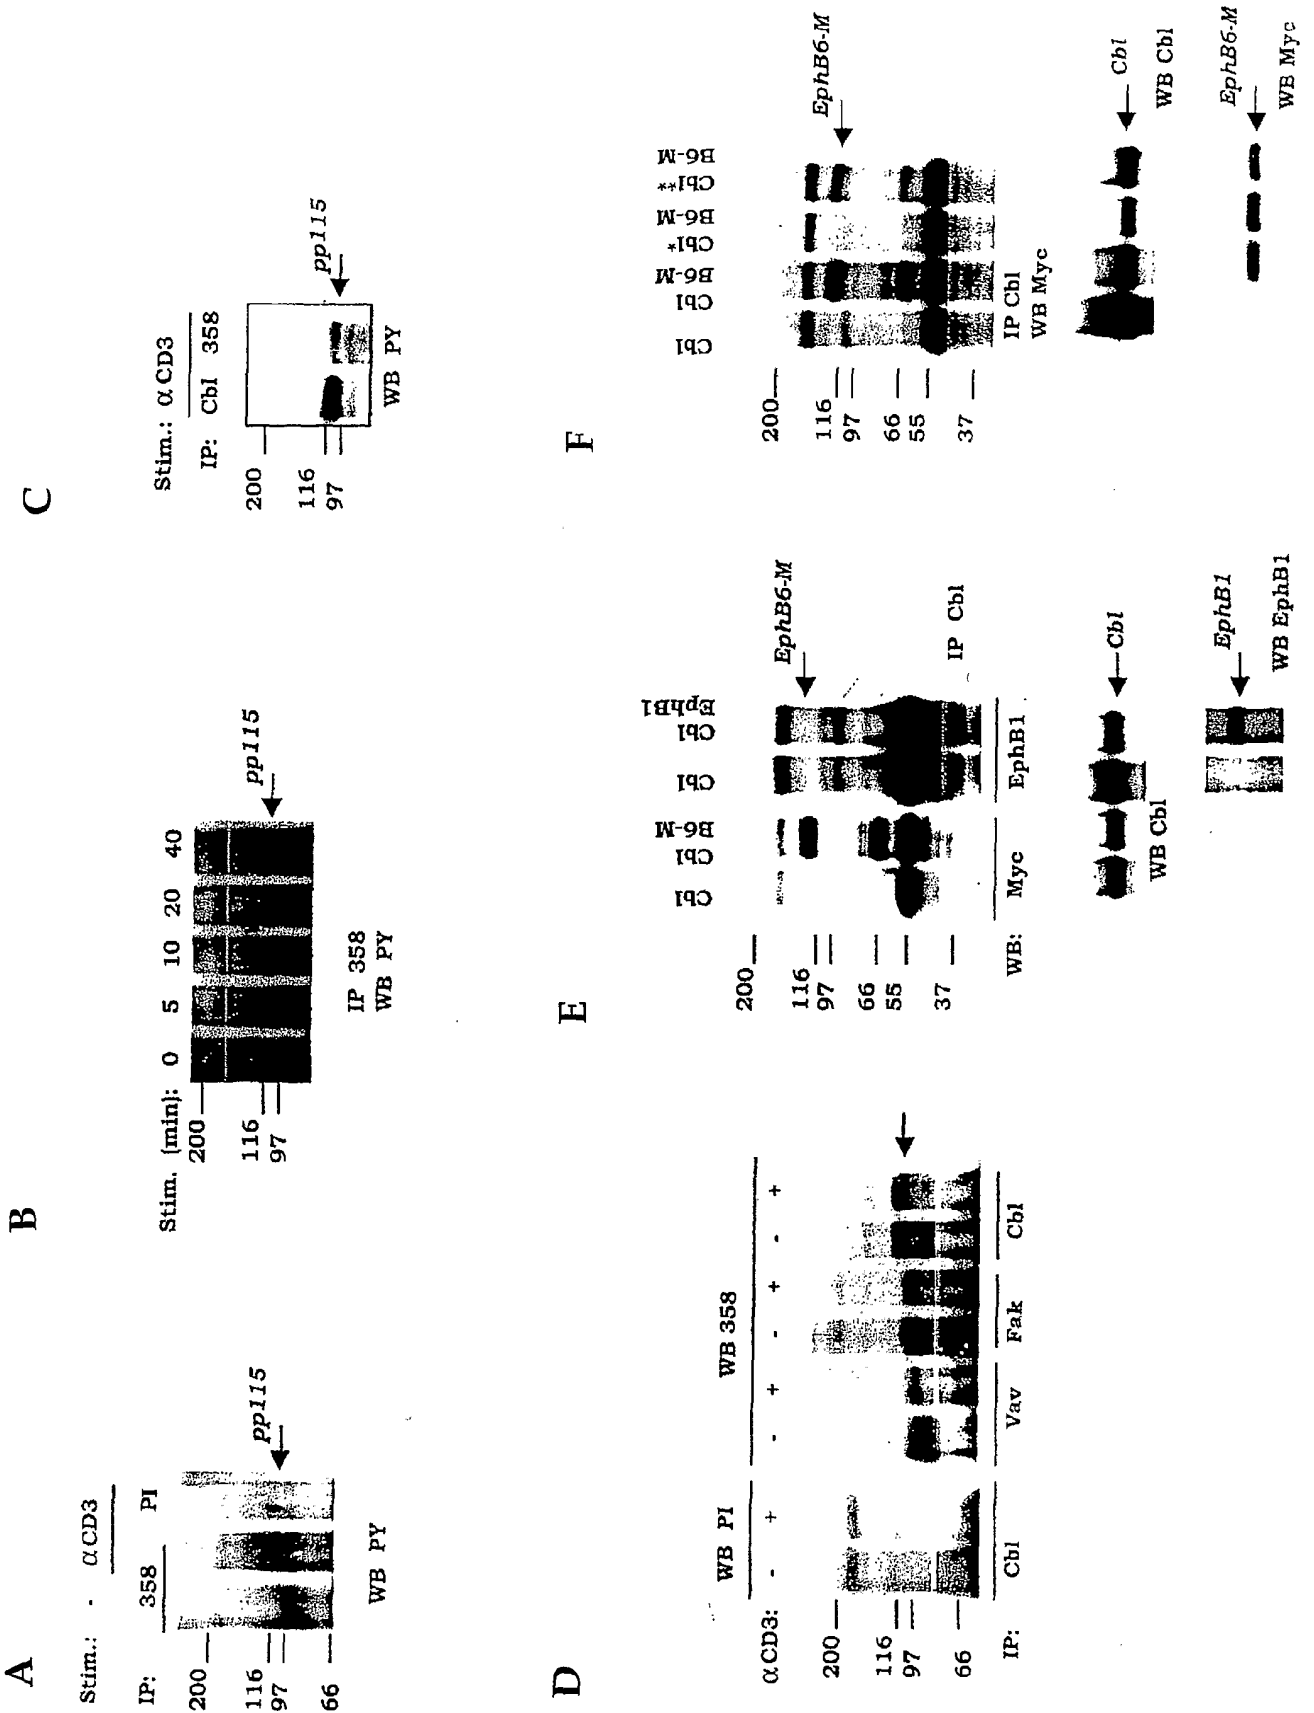 A
Stim.: - αCD3
IP: 358 PI
200
116
97
66
pp115
WB PY
B
Stim. [min]: 0 5 10 20 40
200
116
97
pp115
IP 358
WB PY
C
Stim.: αCD3
IP: Cbl 358
200
116
97
pp115
WB PY
D
WB PI WB 358
αCD3: - + - + - + - +
200
116
97
66
IP: Cbl Vav Fak Cbl
E
Cbl
Cbl B6-M
Cbl
Cbl EphB1
200
116
97
66
55
37
EphB6-M
IP Cbl
WB: Myc EphB1
Cbl
WB Cbl
EphB1
WB EphB1
F
Cbl
Cbl B6-M
Cbl* B6-M
Cbl** B6-M
200
116
97
66
55
37
EphB6-M
IP Cbl
WB Myc
Cbl
WB Cbl
EphB6-M
WB Myc